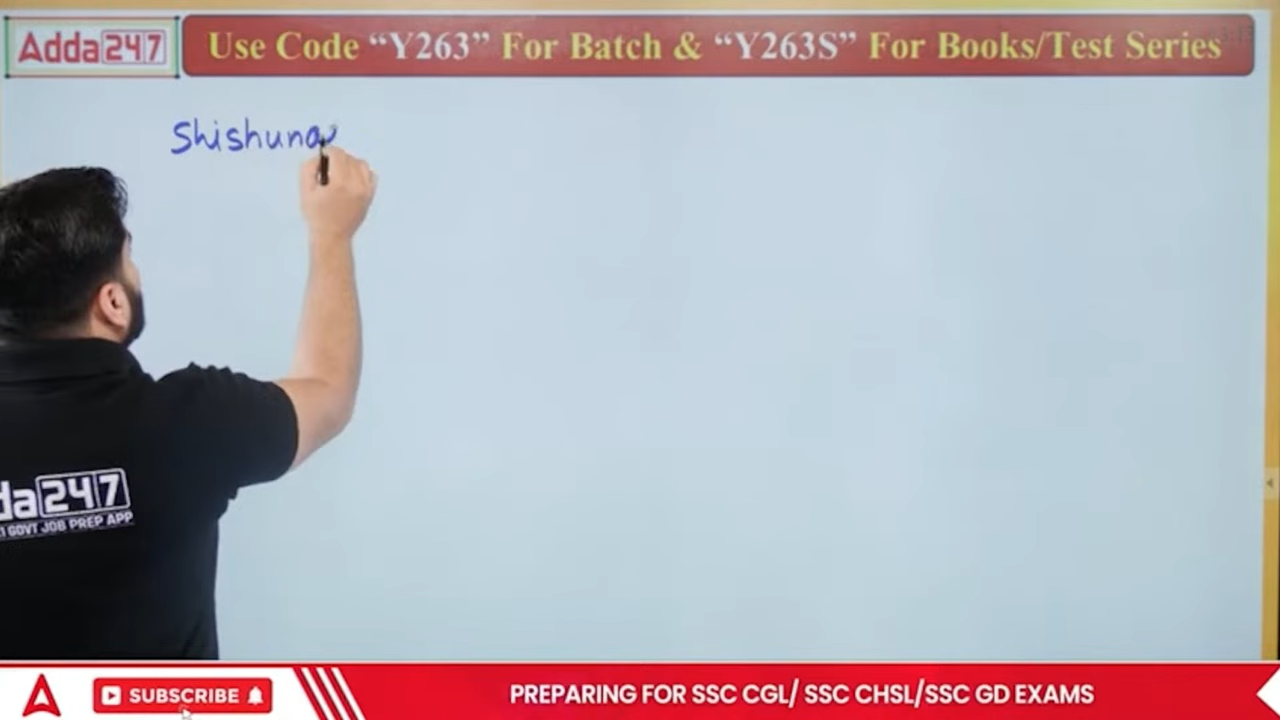 Adda247 Use Code “Y263” For Batch & “Y263S” For Books/Test Series
Shishuna
da247
GOVT JOB PREP APP
SUBSCRIBE
PREPARING FOR SSC CGL/ SSC CHSL/SSC GD EXAMS